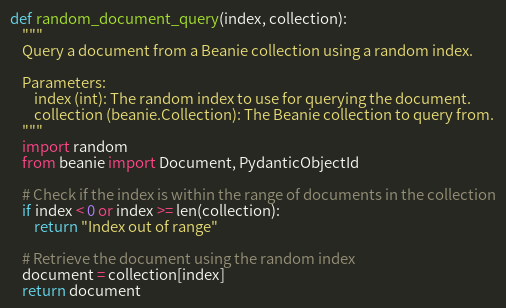 def random_document_query(index, collection):
    """
    Query a document from a Beanie collection using a random index.

    Parameters:
        index (int): The random index to use for querying the document.
        collection (beanie.Collection): The Beanie collection to query from.
    """
    import random
    from beanie import Document, PydanticObjectId

    # Check if the index is within the range of documents in the collection
    if index < 0 or index >= len(collection):
        return "Index out of range"

    # Retrieve the document using the random index
    document = collection[index]
    return document